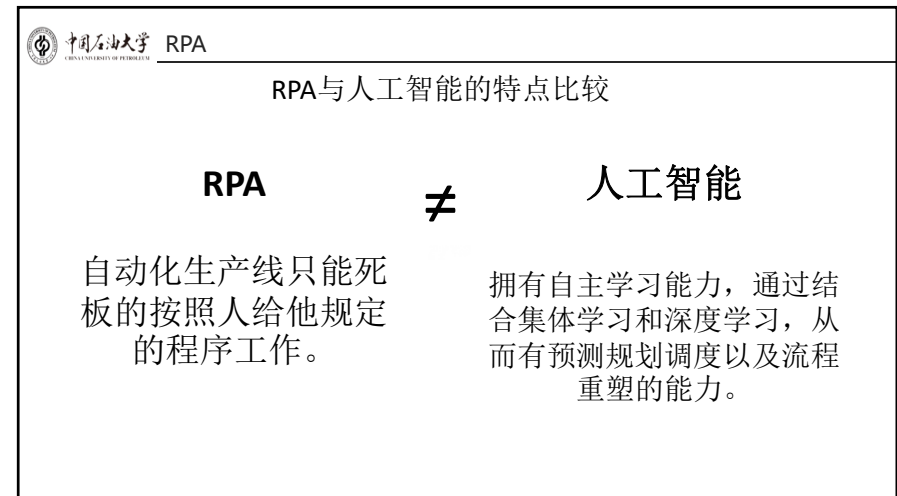 中国石油大学 RPA
CHINA UNIVERSITY OF PETROLEUM
RPA与人工智能的特点比较
RPA
≠
人工智能
自动化生产线只能死
板的按照人给他规定
的程序工作。
拥有自主学习能力，通过结
合集体学习和深度学习，从
而有预测规划调度以及流程
重塑的能力。